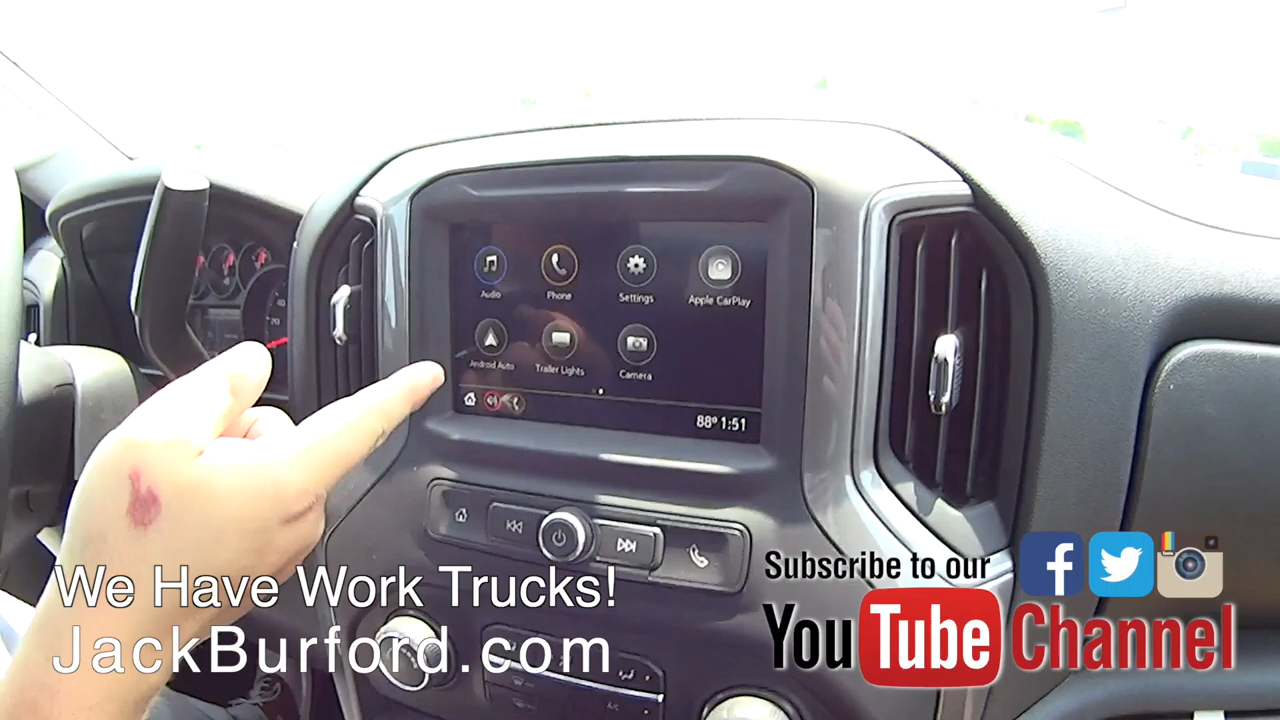 Audio
Phone
Settings
Apple CarPlay
Android Auto
Trailer Lights
Camera
88° 1:51
We Have Work Trucks!
JackBurford.com
Subscribe to our
YouTube Channel